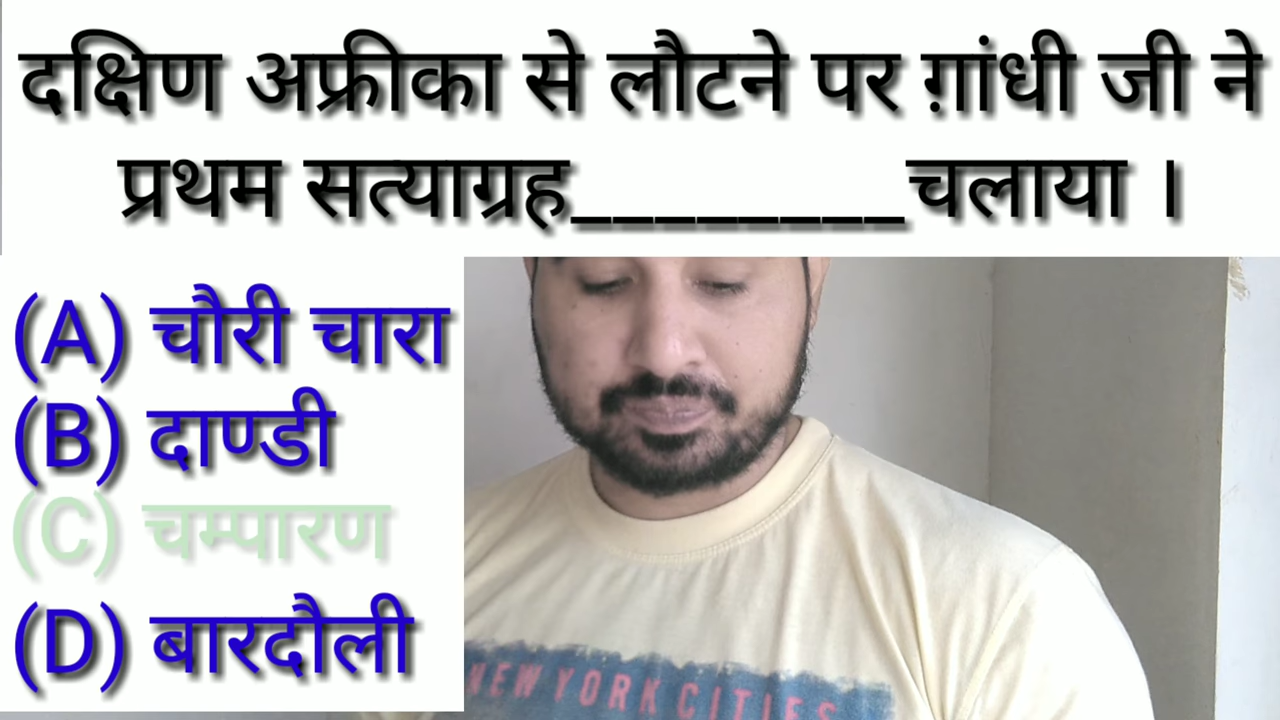 दक्षिण अफ्रीका से लौटने पर ग़ांधी जी ने
प्रथम सत्याग्रह________चलाया ।
(A) चौरी चारा
(B) दाण्डी
(C) चम्पारण
(D) बारदौली
NEW YORK CITIES